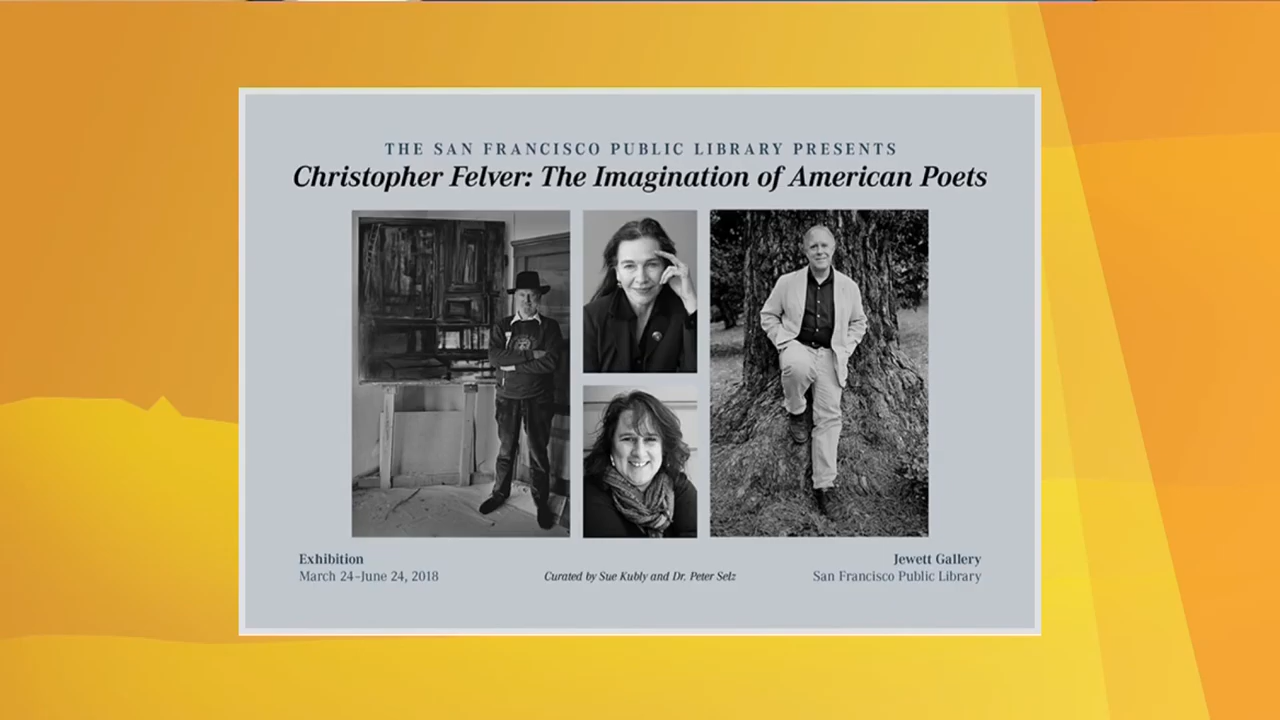 THE SAN FRANCISCO PUBLIC LIBRARY PRESENTS
Christopher Felver: The Imagination of American Poets
Exhibition
March 24–June 24, 2018
Curated by Sue Kubly and Dr. Peter Selz
Jewett Gallery
San Francisco Public Library